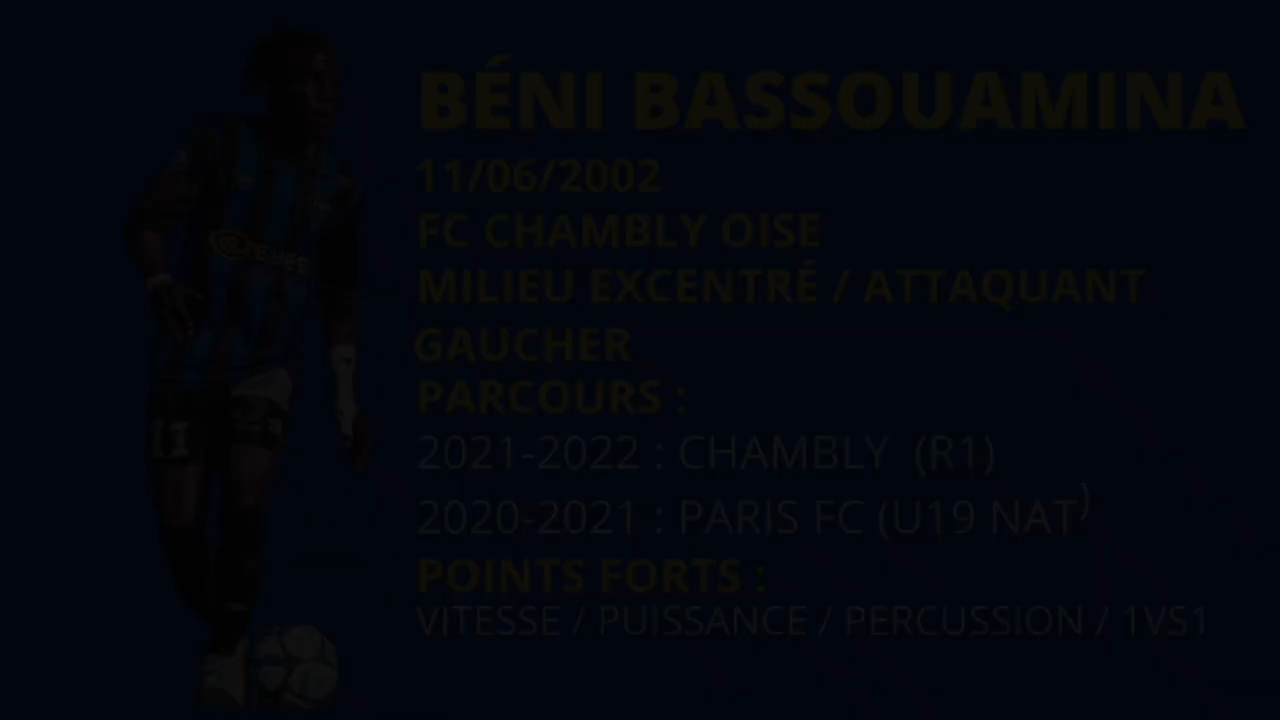 BÉNI BASSOUAMINA
11/06/2002
FC CHAMBLY OISE
MILIEU EXCENTRÉ / ATTAQUANT
GAUCHER
PARCOURS :
2021-2022 : CHAMBLY (R1)
2020-2021 : PARIS FC (U19 NAT)
POINTS FORTS :
VITESSE / PUISSANCE / PERCUSSION / 1VS1
11